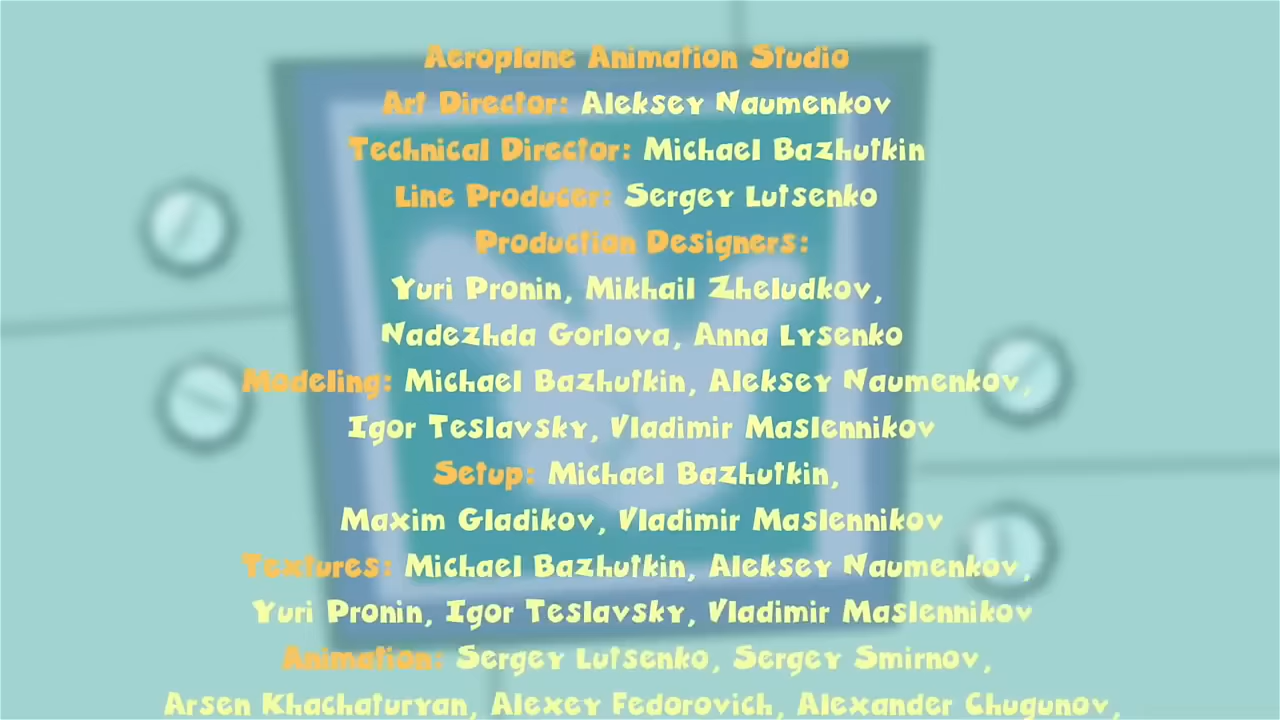 Aeroplane Animation Studio
Art Director: Aleksey Naumenkov
Technical Director: Michael Bazhutkin
Line Producer: Sergey Lutsenko
Production Designers:
Yuri Pronin, Mikhail Zheludkov,
Nadezhda Gorlova, Anna Lysenko
Modeling: Michael Bazhutkin, Aleksey Naumenkov,
Igor Teslavsky, Vladimir Maslennikov
Setup: Michael Bazhutkin,
Maxim Gladikov, Vladimir Maslennikov
Textures: Michael Bazhutkin, Aleksey Naumenkov,
Yuri Pronin, Igor Teslavsky, Vladimir Maslennikov
Animation: Sergey Lutsenko, Sergey Smirnov,
Arsen Khachaturyan, Alexey Fedorovich, Alexander Chugunov,